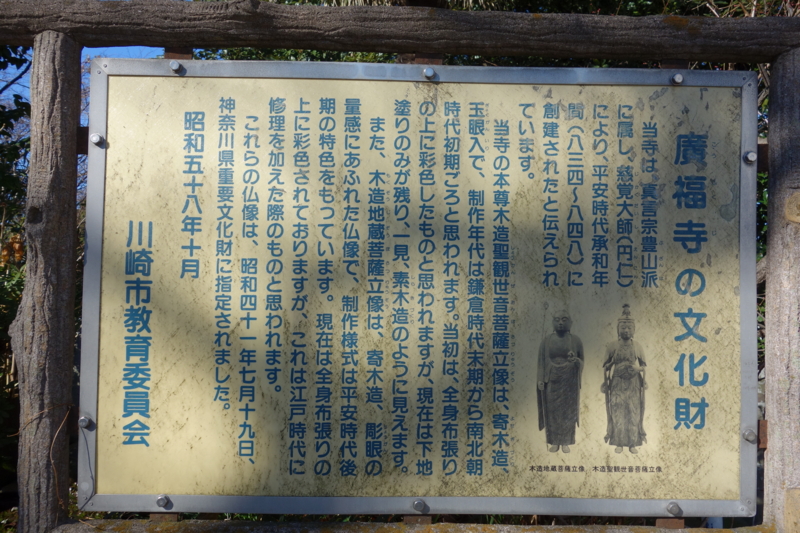 廣福寺の文化財
当寺は、真言宗豊山派
に属し、慈覚大師(円仁)
により、平安時代承和年
間(八三四~八四八)に
創建されたと伝えられ
ています。
当寺の本尊木造聖観世音菩薩立像は、寄木造、
玉眼入で、制作年代は鎌倉時代末期から南北朝
時代初期ごろと思われます。当初は、全身布張り
の上に彩色したものと思われますが、現在は下地
塗りのみが残り、一見、素木造のように見えます。
また、木造地蔵菩薩立像は、寄木造、彫眼の
量感にあふれた仏像で、制作様式は平安時代後
期の特色をもっています。現在は全身布張りの
上に彩色されておりますが、これは江戸時代に
修理を加えた際のものと思われます。
これらの仏像は、昭和四十一年七月十九日、
神奈川県重要文化財に指定されました。
昭和五十八年十月
川崎市教育委員会
木造地蔵菩薩立像
木造聖観世音菩薩立像